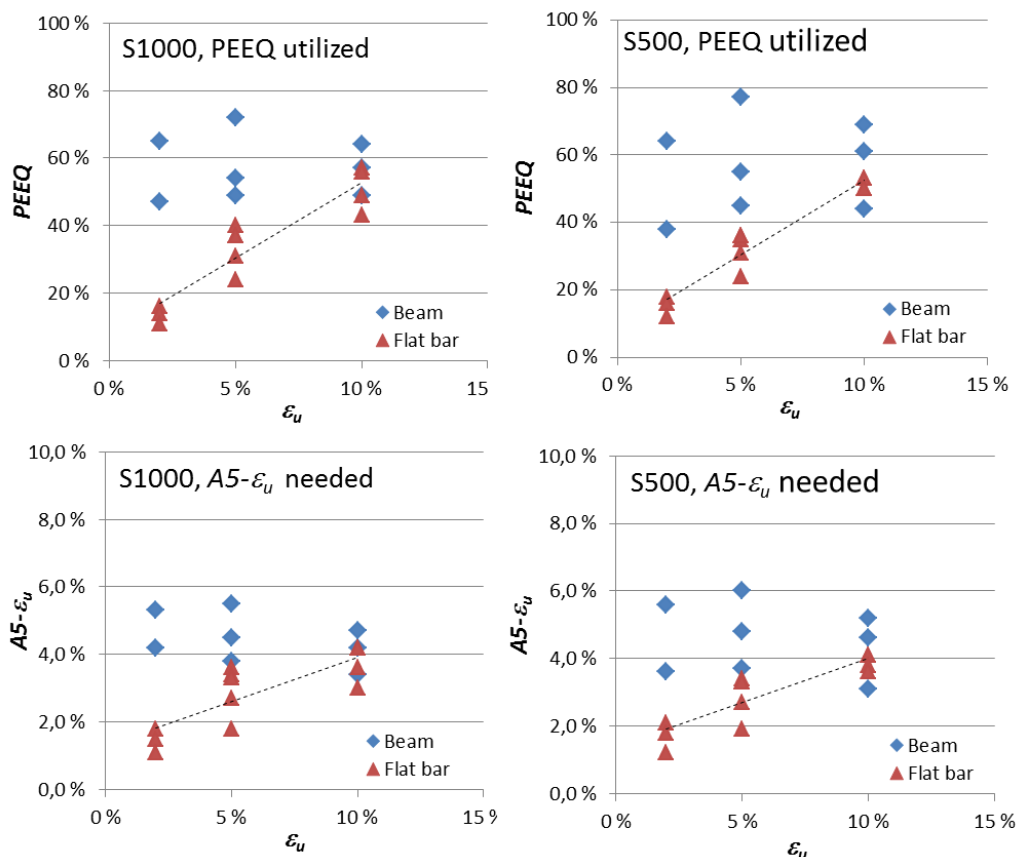 S1000, PEEQ utilized
100 %
80 %
60 %
40 %
20 %
0 %
PEEQ
Beam
Flat bar
0 %
5 %
10 %
15
εu
S500, PEEQ utilized
100 %
80 %
60 %
40 %
20 %
0 %
PEEQ
Beam
Flat bar
0 %
5 %
10 %
15 %
εu
S1000, A5-εu needed
10,0 %
8,0 %
6,0 %
4,0 %
2,0 %
0,0 %
A5-εu
Beam
Flat bar
0 %
5 %
10 %
15 %
εu
S500, A5-εu needed
10,0 %
8,0 %
6,0 %
4,0 %
2,0 %
0,0 %
A5-εu
Beam
Flat bar
0 %
5 %
10 %
15 %
εu